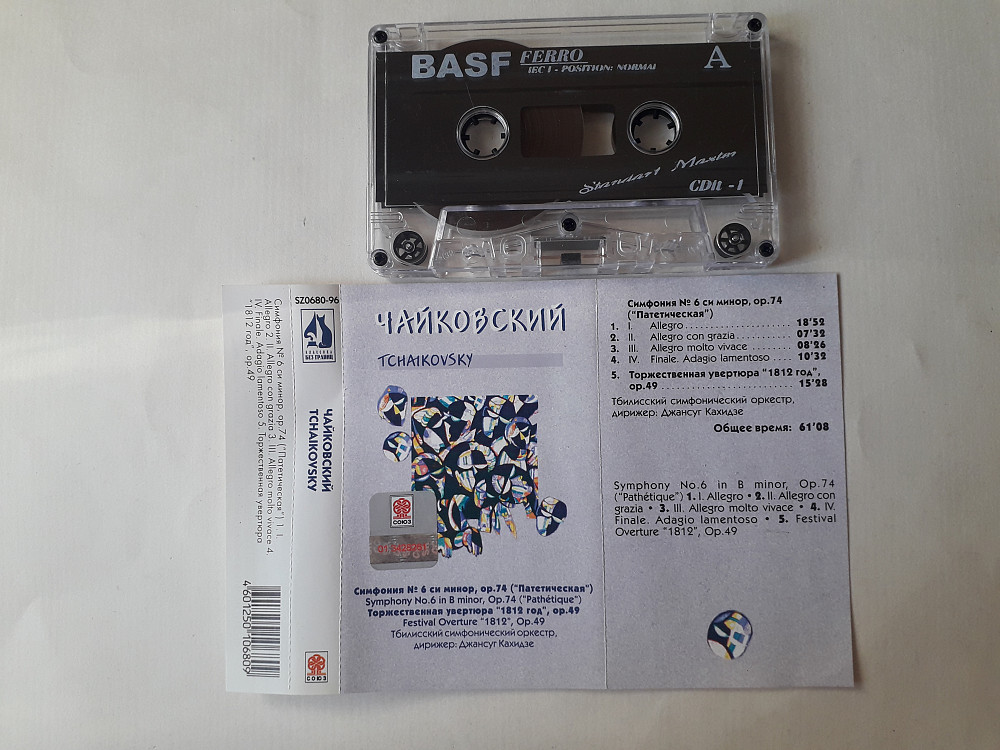 BASF FERRO
IEC I - POSITION: NORMAL
A
Standart Master
CDR - 1
SZ0680-96
КЛАССИКА
БЕЗ ГРАНИЦ
Симфония № 6 си минор, ор.74 ("Патетическая") 1. I.
Allegro 2. II. Allegro con grazia 3. III. Allegro molto vivace 4.
IV. Finale. Adagio lamentoso 5. Торжественная увертюра
"1812 год", ор.49
4601250106809
ЧАЙКОВСКИЙ
TCHAIKOVSKY
СОЮЗ
ЧАЙКОВСКИЙ
TCHAIKOVSKY
СОЮЗ
Симфония № 6 си минор, ор.74 ("Патетическая")
Symphony No.6 in B minor, Op.74 ("Pathétique")
Торжественная увертюра "1812 год", ор.49
Festival Overture "1812", Op.49
Тбилисский симфонический оркестр,
дирижер: Джансуг Кахидзе
Симфония № 6 си минор, ор.74
("Патетическая")
1. I. Allegro ...................... 18'52
2. II. Allegro con grazia ............ 07'32
3. III. Allegro molto vivace ........ 08'26
4. IV. Finale. Adagio lamentoso .... 10'32
5. Торжественная увертюра "1812 год",
ор.49 ........................... 15'28
Тбилисский симфонический оркестр,
дирижер: Джансуг Кахидзе
Общее время: 61'08
Symphony No.6 in B minor, Op.74
("Pathétique") 1. I. Allegro • 2. II. Allegro con
grazia • 3. III. Allegro molto vivace • 4. IV.
Finale. Adagio lamentoso • 5. Festival
Overture "1812", Op.49